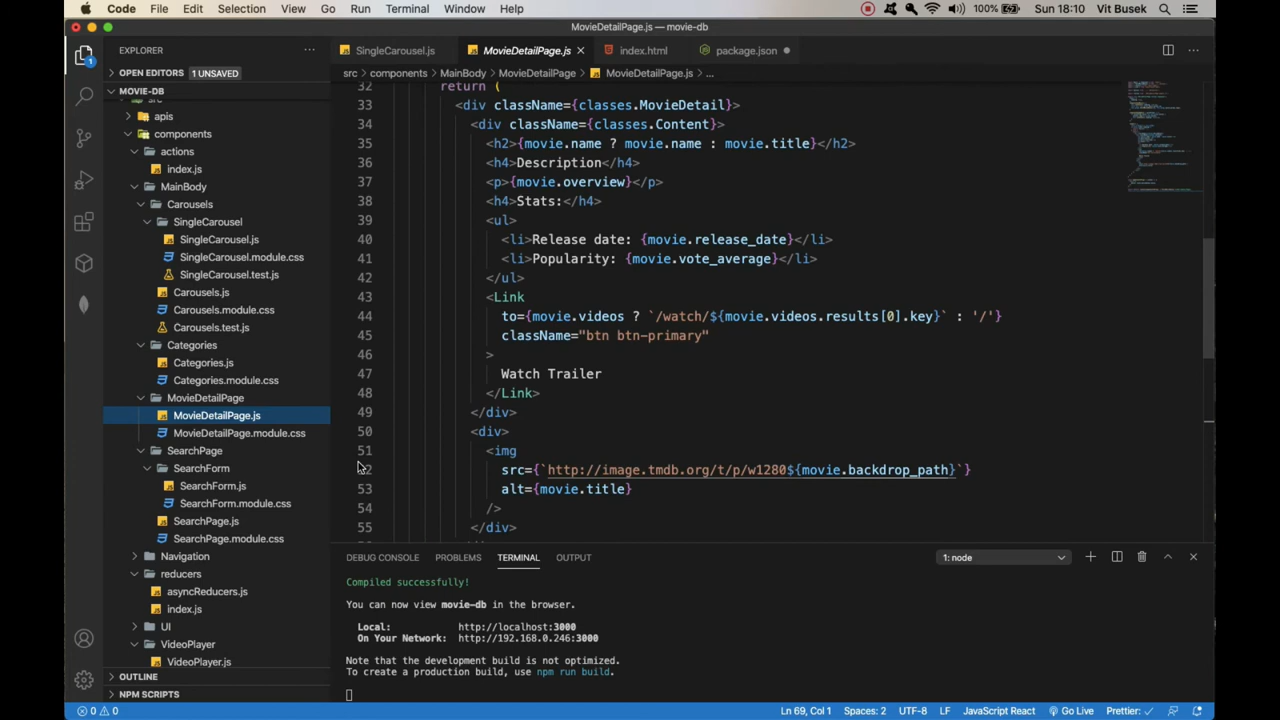 Code File Edit Selection View Go Run Terminal Window Help 100% Sun 18:10 Vit Busek
MovieDetailPage.js — movie-db
EXPLORER
SingleCarousel.js MovieDetailPage.js index.html package.json
OPEN EDITORS 1 UNSAVED
src components MainBody MovieDetailPage MovieDetailPage.js ...
MOVIE-DB
src
apis
components
actions
index.js
MainBody
Carousels
SingleCarousel
SingleCarousel.js
SingleCarousel.module.css
SingleCarousel.test.js
Carousels.js
Carousels.module.css
Carousels.test.js
Categories
Categories.js
Categories.module.css
MovieDetailPage
MovieDetailPage.js
MovieDetailPage.module.css
SearchPage
SearchForm
SearchForm.js
SearchForm.module.css
SearchPage.js
SearchPage.module.css
Navigation
reducers
asyncReducers.js
index.js
UI
VideoPlayer
VideoPlayer.js
OUTLINE
NPM SCRIPTS
1
32 return (
33 <div className={classes.MovieDetail}>
34 <div className={classes.Content}>
35 <h2>{movie.name ? movie.name : movie.title}</h2>
36 <h4>Description</h4>
37 <p>{movie.overview}</p>
38 <h4>Stats:</h4>
39 <ul>
40 <li>Release date: {movie.release_date}</li>
41 <li>Popularity: {movie.vote_average}</li>
42 </ul>
43 <Link
44 to={movie.videos ? `/watch/${movie.videos.results[0].key}` : '/'}
45 className="btn btn-primary"
46 >
47 Watch Trailer
48 </Link>
49 </div>
50 <div>
51 <img
52 src={`http://image.tmdb.org/t/p/w1280${movie.backdrop_path}`}
53 alt={movie.title}
54 />
55 </div>
DEBUG CONSOLE PROBLEMS TERMINAL OUTPUT 1: node
Compiled successfully!
You can now view movie-db in the browser.
Local: http://localhost:3000
On Your Network: http://192.168.0.246:3000
Note that the development build is not optimized.
To create a production build, use npm run build.
0 0 Ln 69, Col 1 Spaces: 2 UTF-8 LF JavaScript React Go Live Prettier: